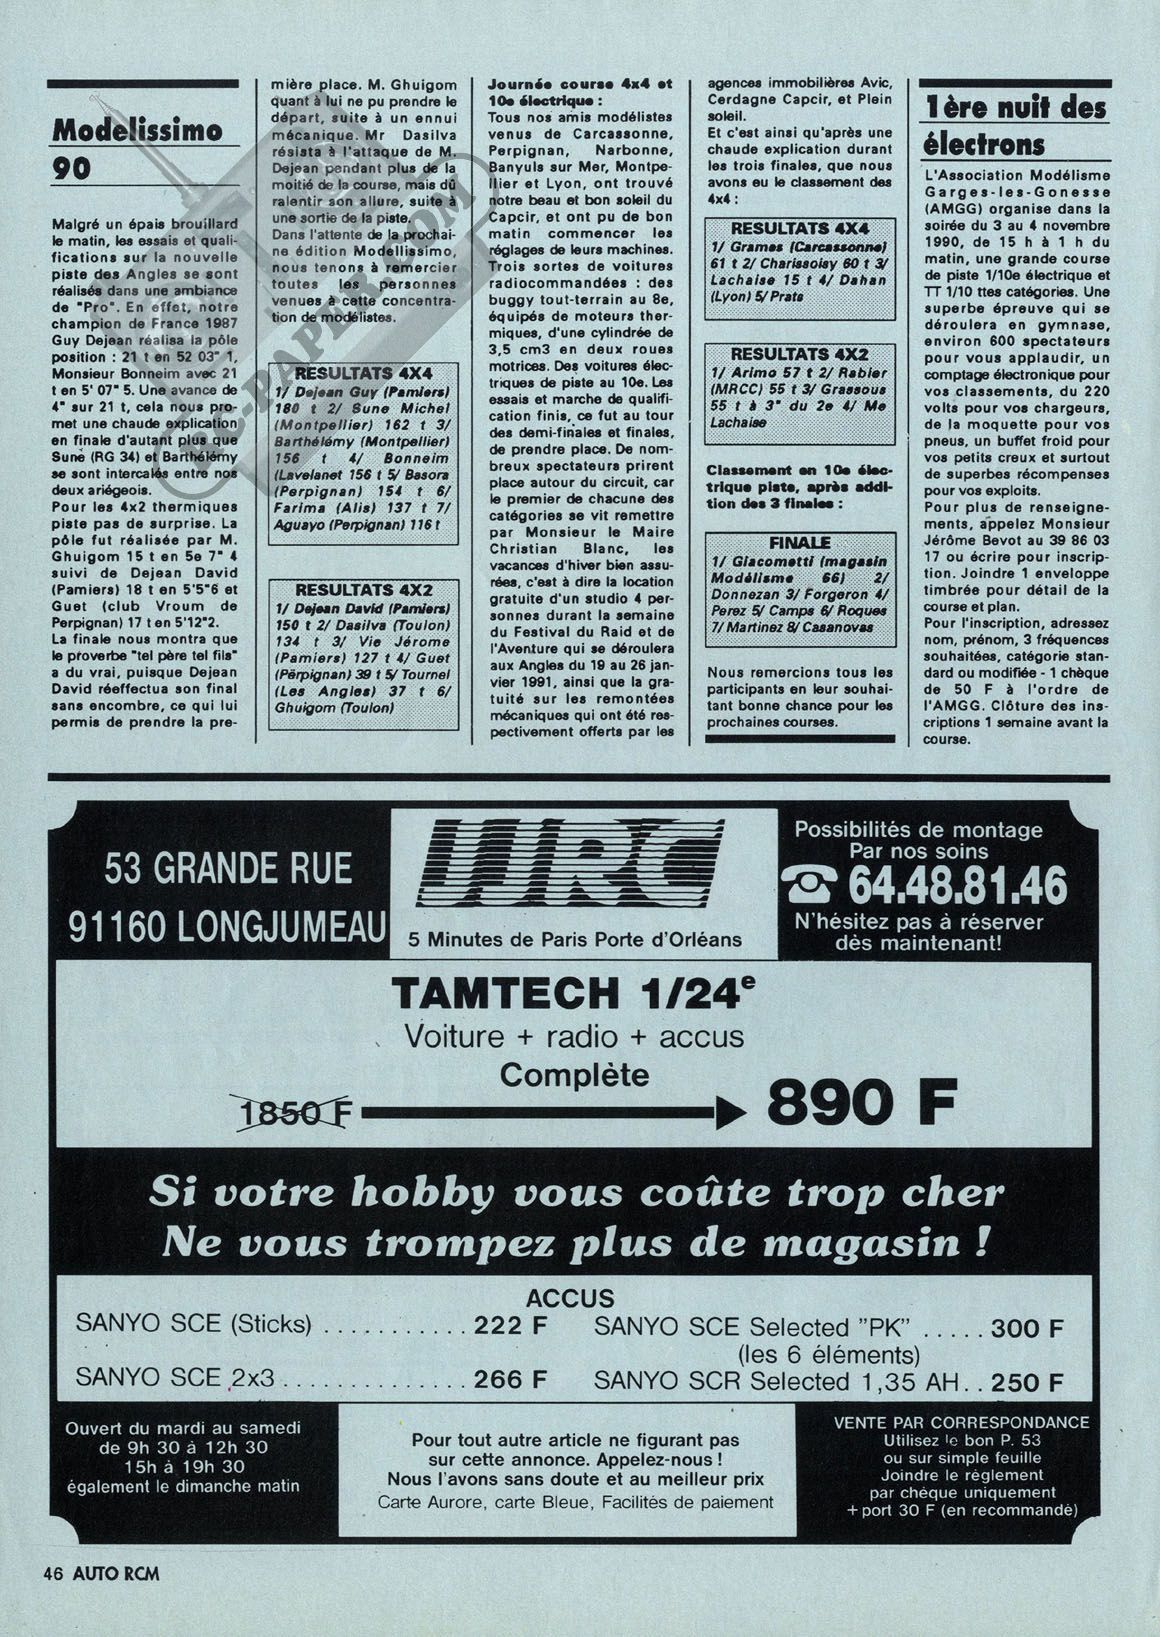 Modelissimo
90
Malgré un épais brouillard
le matin, les essais et quali-
fications sur la nouvelle
piste des Angles se sont
réalisés dans une ambiance
de "Pro". En effet, notre
champion de France 1987
Guy Dejean réalisa la pôle
position : 21 t en 52 03" 1,
Monsieur Bonneim avec 21
t en 5' 07" 5. Une avance de
4" sur 21 t, cela nous pro-
met une chaude explication
en finale d'autant plus que
Sune (RG 34) et Barthélémy
se sont intercalés entre nos
deux ariégeois.
Pour les 4x2 thermiques
piste pas de surprise. La
pôle fut réalisée par M.
Ghuigom 15 t en 5e 7" 4
suivi de Dejean David
(Pamiers) 18 t en 5'5"6 et
Guet (club Vroum de
Perpignan) 17 t en 5'12"2.
La finale nous montra que
le proverbe "tel père tel fils"
a du vrai, puisque Dejean
David réeffectua son final
sans encombre, ce qui lui
permis de prendre la pre-
mière place. M. Ghuigom
quant à lui ne pu prendre le
départ, suite à un ennui
mécanique. Mr Dasilva
résista à l'attaque de M.
Dejean pendant plus de la
moitié de la course, mais dû
ralentir son allure, suite à
une sortie de la piste.
Dans l'attente de la prochai-
ne édition Modelissimo,
nous tenons à remercier
toutes les personnes
venues à cette concentra-
tion de modélistes.
RESULTATS 4X4
1/ Dejean Guy (Pamiers)
180 t 2/ Sune Michel
(Montpellier) 162 t 3/
Barthélémy (Montpellier)
156 t 4/ Bonneim
(Lavelanet 156 t 5/ Basora
(Perpignan) 154 t 6/
Farima (Alis) 137 t 7/
Aguayo (Perpignan) 116 t
RESULTATS 4X2
1/ Dejean David (Pamiers)
150 t 2/ Dasilva (Toulon)
134 t 3/ Vie Jérome
(Pamiers) 127 t 4/ Guet
(Pérpignan) 39 t 5/ Tournel
(Les Angles) 37 t 6/
Ghuigom (Toulon)
Journée course 4x4 et
10e électrique :
Tous nos amis modélistes
venus de Carcassonne,
Perpignan, Narbonne,
Banyuls sur Mer, Montpe-
llier et Lyon, ont trouvé
notre beau et bon soleil du
Capcir, et ont pu de bon
matin commencer les
réglages de leurs machines.
Trois sortes de voitures
radiocommandées : des
buggy tout-terrain au 8e,
équipés de moteurs ther-
miques, d'une cylindrée de
3,5 cm3 en deux roues
motrices. Des voitures élec-
triques de piste au 10e. Les
essais et marche de qualifi-
cation finis, ce fut au tour
des demi-finales et finales,
de prendre place. De nom-
breux spectateurs prirent
place autour du circuit, car
le premier de chacune des
catégories se vit remettre
par Monsieur le Maire
Christian Blanc, les
vacances d'hiver bien assu-
rées, c'est à dire la location
gratuite d'un studio 4 per-
sonnes durant la semaine
du Festival du Raid et de
l'Aventure qui se déroulera
aux Angles du 19 au 26 jan-
vier 1991, ainsi que la gra-
tuité sur les remontées
mécaniques qui ont été res-
pectivement offerts par les
agences immobilières Avic,
Cerdagne Capcir, et Plein
soleil.
Et c'est ainsi qu'après une
chaude explication durant
les trois finales, que nous
avons eu le classement des
4x4 :
RESULTATS 4X4
1/ Grames (Carcassonne)
61 t 2/ Charissoisy 60 t 3/
Lachaise 15 t 4/ Dahan
(Lyon) 5/ Prats
RESULTATS 4X2
1/ Arimo 57 t 2/ Rabier
(MRCC) 55 t 3/ Grassous
55 t à 3" du 2e 4/ Me
Lachaise
Classement en 10e élec-
trique piste, après addi-
tion des 3 finales :
FINALE
1/ Giacometti (magasin
Modélisme 66) 2/
Donnezan 3/ Forgeron 4/
Perez 5/ Camps 6/ Roques
7/ Martinez 8/ Casanovas
Nous remercions tous les
participants en leur souhai-
tant bonne chance pour les
prochaines courses.
1ère nuit des
électrons
L'Association Modélisme
Garges-les-Gonesse
(AMGG) organise dans la
soirée du 3 au 4 novembre
1990, de 15 h à 1 h du
matin, une grande course
de piste 1/10e électrique et
TT 1/10 ttes catégories. Une
superbe épreuve qui se
déroulera en gymnase,
environ 600 spectateurs
pour vous applaudir, un
comptage électronique pour
vos classements, du 220
volts pour vos chargeurs,
de la moquette pour vos
pneus, un buffet froid pour
vos petits creux et surtout
de superbes récompenses
pour vos exploits.
Pour plus de renseigne-
ments, appelez Monsieur
Jérôme Bevot au 39 86 03
17 ou écrire pour inscrip-
tion. Joindre 1 enveloppe
timbrée pour détail de la
course et plan.
Pour l'inscription, adressez
nom, prénom, 3 fréquences
souhaitées, catégorie stan-
dard ou modifiée - 1 chèque
de 50 F à l'ordre de
l'AMGG. Clôture des ins-
criptions 1 semaine avant la
course.
RC-PAPER.COM
53 GRANDE RUE
91160 LONGJUMEAU
JJRC
5 Minutes de Paris Porte d'Orléans
Possibilités de montage
Par nos soins
☎ 64.48.81.46
N'hésitez pas à réserver
dès maintenant!
TAMTECH 1/24e
Voiture + radio + accus
Complète
1850 F
890 F
Si votre hobby vous coûte trop cher
Ne vous trompez plus de magasin !
ACCUS
SANYO SCE (Sticks) ........... 222 F
SANYO SCE 2x3.............. 266 F
SANYO SCE Selected "PK" ..... 300 F
(les 6 éléments)
SANYO SCR Selected 1,35 AH.. 250 F
Ouvert du mardi au samedi
de 9h 30 à 12h 30
15h à 19h 30
également le dimanche matin
Pour tout autre article ne figurant pas
sur cette annonce. Appelez-nous !
Nous l'avons sans doute et au meilleur prix
Carte Aurore, carte Bleue, Facilités de paiement
VENTE PAR CORRESPONDANCE
Utilisez le bon P. 53
ou sur simple feuille
Joindre le règlement
par chèque uniquement
+ port 30 F (en recommandé)
46 AUTO RCM